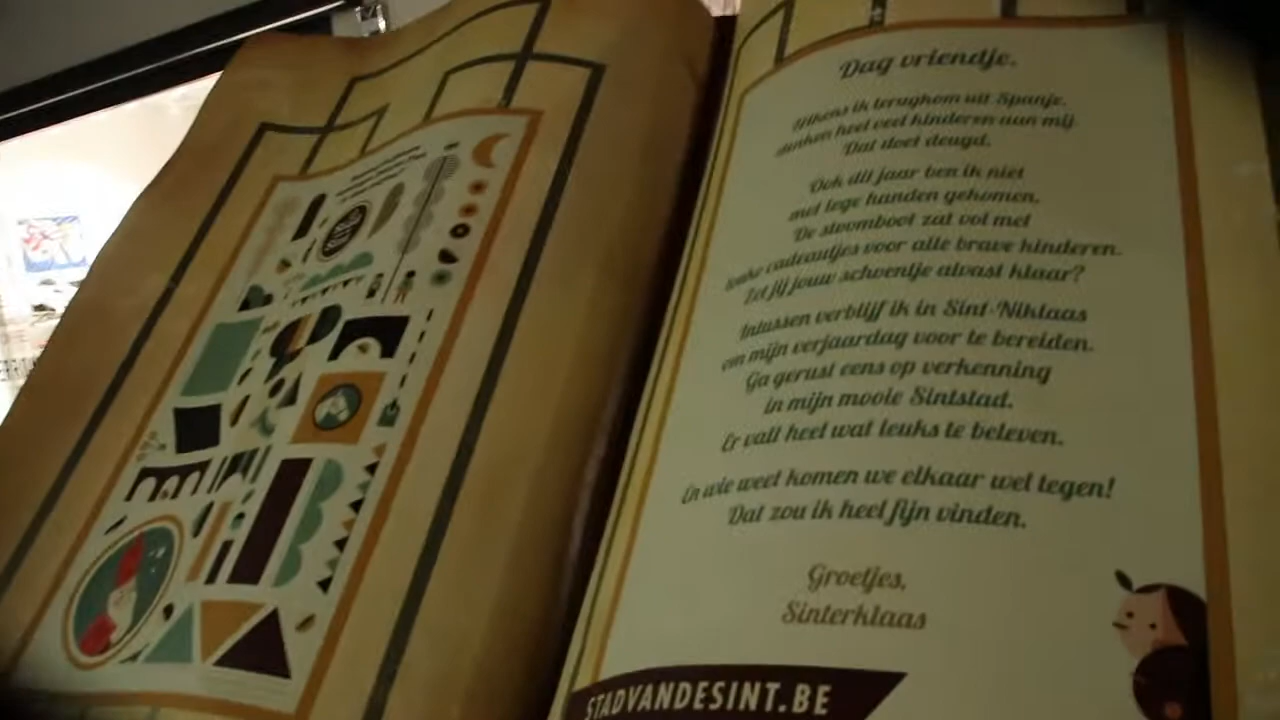 Dag vriendje,
Telkens ik terugkom uit Spanje,
denken heel veel kinderen aan mij.
Dat doet deugd.
Ook dit jaar ben ik niet
met lege handen gekomen.
De stoomboot zat vol met
leuke cadeautjes voor alle brave kinderen.
Zet jij jouw schoentje alvast klaar?
Intussen verblijf ik in Sint-Niklaas
om mijn verjaardag voor te bereiden.
Ga gerust eens op verkenning
in mijn mooie Sintstad.
Er valt heel wat leuks te beleven.
En wie weet komen we elkaar wel tegen!
Dat zou ik heel fijn vinden.
Groetjes,
Sinterklaas
STADVANDESINT.BE